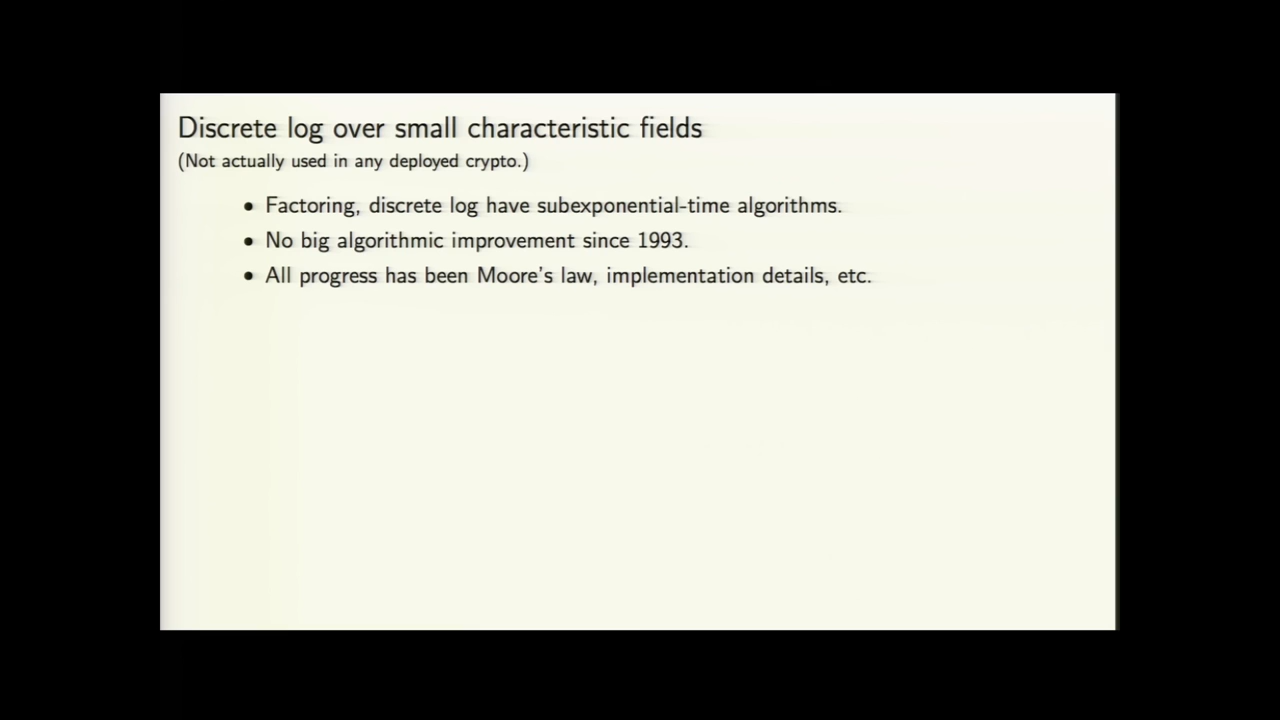 Discrete log over small characteristic fields
(Not actually used in any deployed crypto.)
• Factoring, discrete log have subexponential-time algorithms.
• No big algorithmic improvement since 1993.
• All progress has been Moore's law, implementation details, etc.